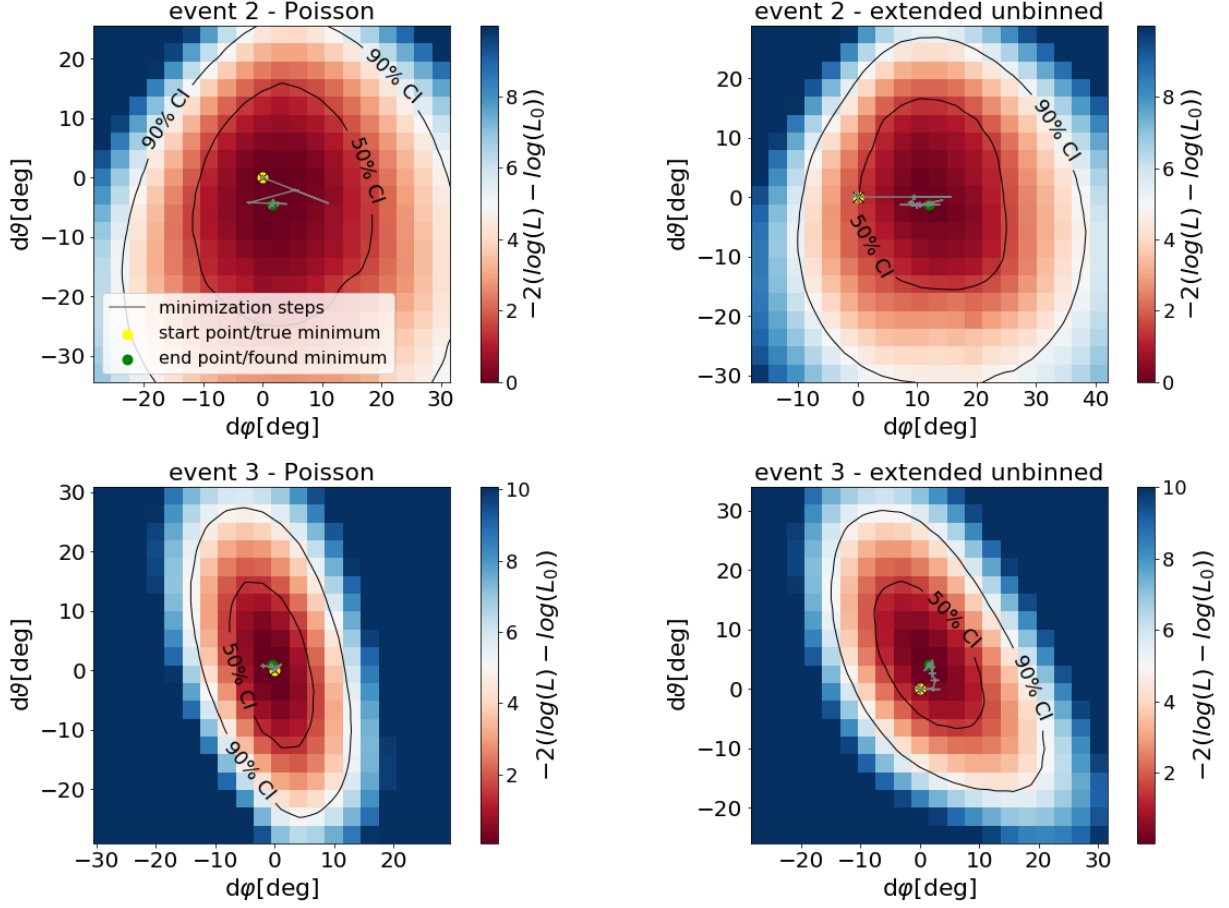 event 2 - Poisson
20
10
0
−10
−20
−30
dθ[deg]
−20
−10
0
10
20
30
dφ[deg]
90% CI
90% CI
50% CI
minimization steps
start point/true minimum
end point/found minimum
8
6
4
2
0
−2(log(L) − log(L₀))
event 2 - extended unbinned
20
10
0
−10
−20
−30
dθ[deg]
−10
0
10
20
30
40
dφ[deg]
90% CI
50% CI
8
6
4
2
0
−2(log(L) − log(L₀))
event 3 - Poisson
30
20
10
0
−10
−20
dθ[deg]
−30
−20
−10
0
10
20
dφ[deg]
50% CI
90% CI
10
8
6
4
2
−2(log(L) − log(L₀))
event 3 - extended unbinned
30
20
10
0
−10
−20
dθ[deg]
−20
−10
0
10
20
30
dφ[deg]
50% CI
90% CI
10
8
6
4
2
−2(log(L) − log(L₀))